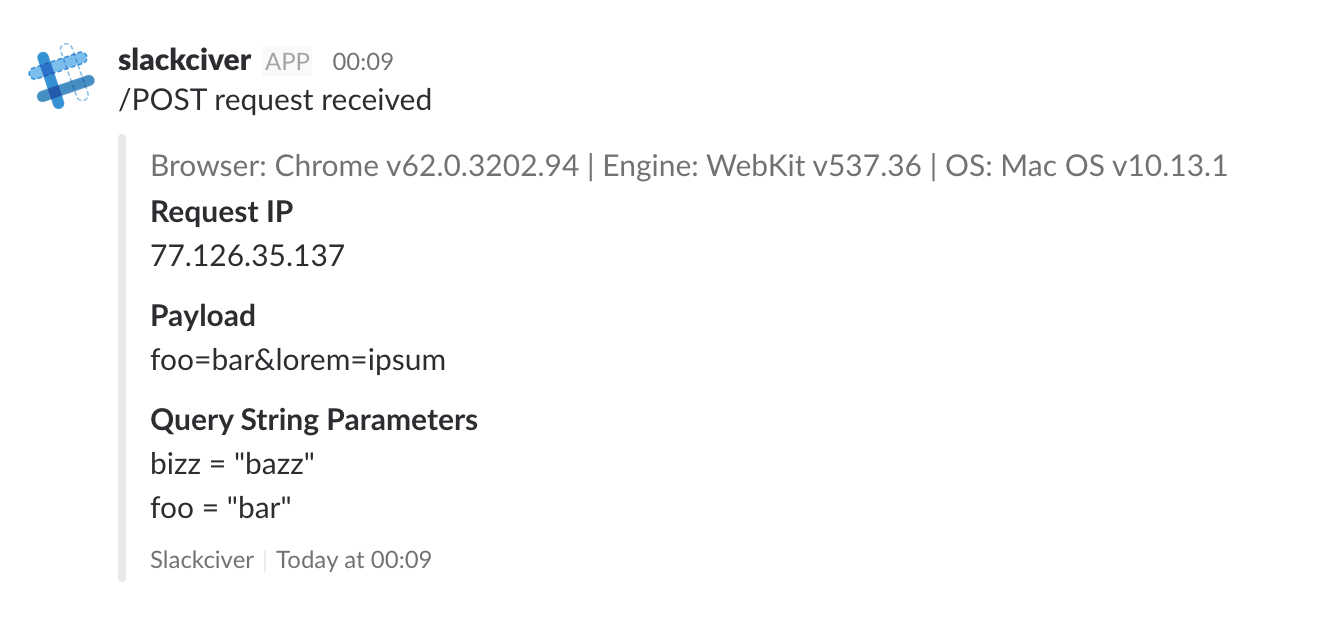 slackciver APP 00:09
/POST request received
Browser: Chrome v62.0.3202.94 | Engine: WebKit v537.36 | OS: Mac OS v10.13.1
Request IP
77.126.35.137
Payload
foo=bar&lorem=ipsum
Query String Parameters
bizz = "bazz"
foo = "bar"
Slackciver | Today at 00:09